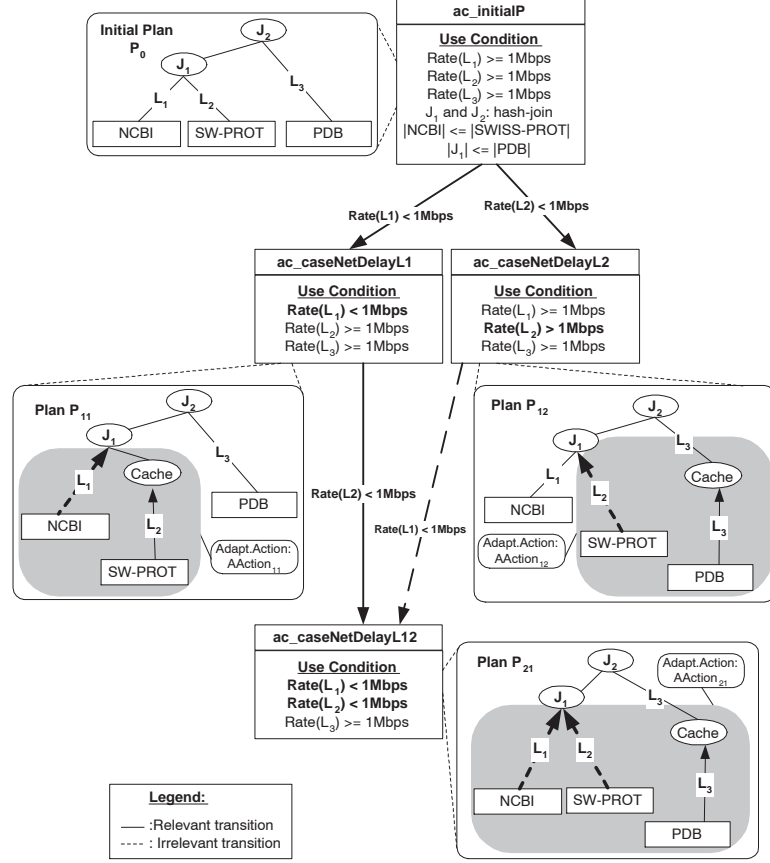 ac_initialP
Initial Plan
P0
J2
J1
L1
L2
L3
NCBI
SW-PROT
PDB
Use Condition
Rate(L1) >= 1Mbps
Rate(L2) >= 1Mbps
Rate(L3) >= 1Mbps
J1 and J2: hash-join
|NCBI| <= |SWISS-PROT|
|J1| <= |PDB|
Rate(L1) < 1Mbps
Rate(L2) < 1Mbps
ac_caseNetDelayL1
Use Condition
Rate(L1) < 1Mbps
Rate(L2) >= 1Mbps
Rate(L3) >= 1Mbps
ac_caseNetDelayL2
Use Condition
Rate(L1) >= 1Mbps
Rate(L2) > 1Mbps
Rate(L3) >= 1Mbps
Plan P11
J2
J1
L3
L1
Cache
NCBI
L2
PDB
SW-PROT
Adapt.Action:
AAction11
Rate(L2) < 1Mbps
Rate(L1) < 1Mbps
Plan P12
J2
J1
L3
L1
Cache
L2
NCBI
SW-PROT
L3
PDB
Adapt.Action:
AAction12
ac_caseNetDelayL12
Use Condition
Rate(L1) < 1Mbps
Rate(L2) < 1Mbps
Rate(L3) >= 1Mbps
Plan P21
J2
Adapt.Action:
AAction21
J1
L3
Cache
L1
L2
L3
NCBI
SW-PROT
PDB
Legend:
:Relevant transition
: Irrelevant transition